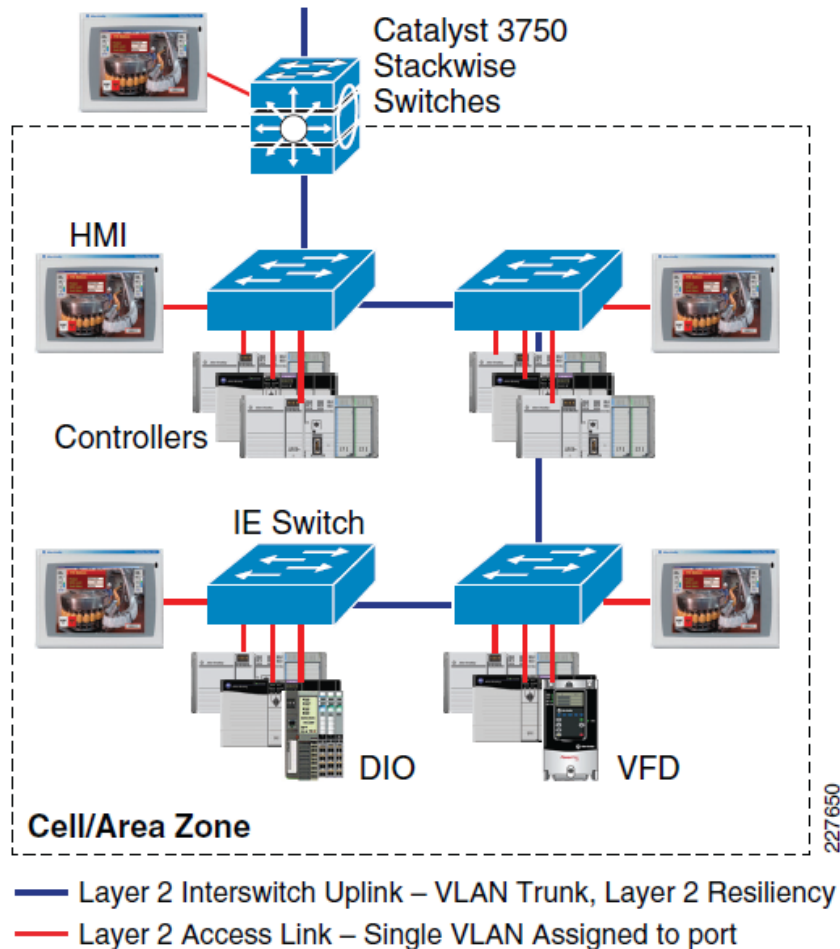 Catalyst 3750
Stackwise
Switches
HMI
Controllers
IE Switch
DIO
VFD
Cell/Area Zone
227650
Layer 2 Interswitch Uplink – VLAN Trunk, Layer 2 Resiliency
Layer 2 Access Link – Single VLAN Assigned to port